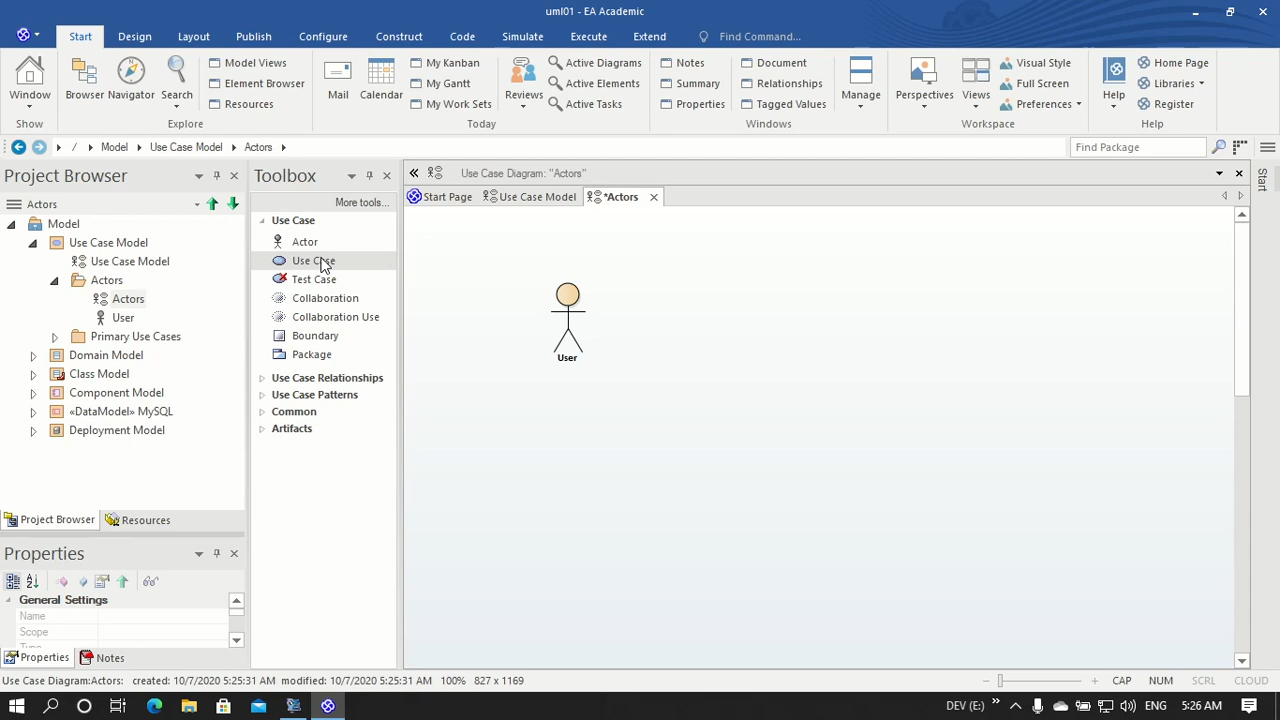 uml01 - EA Academic
Start Design Layout Publish Configure Construct Code Simulate Execute Extend Find Command...
Window
Show
Browser Navigator Search
Model Views
Element Browser
Resources
Explore
Mail Calendar
My Kanban
My Gantt
My Work Sets
Reviews
Active Diagrams
Active Elements
Active Tasks
Today
Notes
Summary
Properties
Document
Relationships
Tagged Values
Manage
Windows
Perspectives Views
Visual Style
Full Screen
Preferences
Workspace
Help
Home Page
Libraries
Register
Help
/ Model Use Case Model Actors Find Package
Project Browser
Actors
Model
Use Case Model
Use Case Model
Actors
Actors
User
Primary Use Cases
Domain Model
Class Model
Component Model
«DataModel» MySQL
Deployment Model
Project Browser Resources
Properties
General Settings
Name
Scope
Properties Notes
Toolbox
More tools...
Use Case
Actor
Use Case
Test Case
Collaboration
Collaboration Use
Boundary
Package
Use Case Relationships
Use Case Patterns
Common
Artifacts
Use Case Diagram: "Actors"
Start Page Use Case Model *Actors
User
Start
Use Case Diagram:Actors: created: 10/7/2020 5:25:31 AM modified: 10/7/2020 5:25:31 AM 100% 827 x 1169 CAP NUM SCRL CLOUD
DEV (E:) ENG 5:26 AM